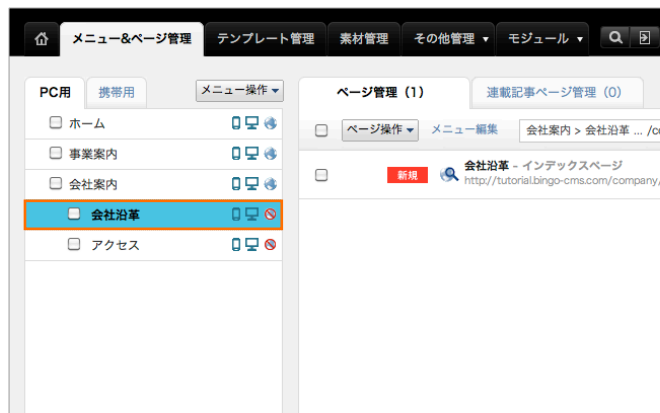 メニュー&ページ管理 テンプレート管理 素材管理 その他管理 ▼ モジュール ▼
PC用 携帯用 メニュー操作 ▼
ページ管理（1） 連載記事ページ管理（0）
ホーム
ページ操作 ▼ メニュー編集 会社案内 > 会社沿革 ... /co
事業案内
新規 会社沿革 – インデックスページ
http://tutorial.bingo-cms.com/company/
会社案内
会社沿革
アクセス